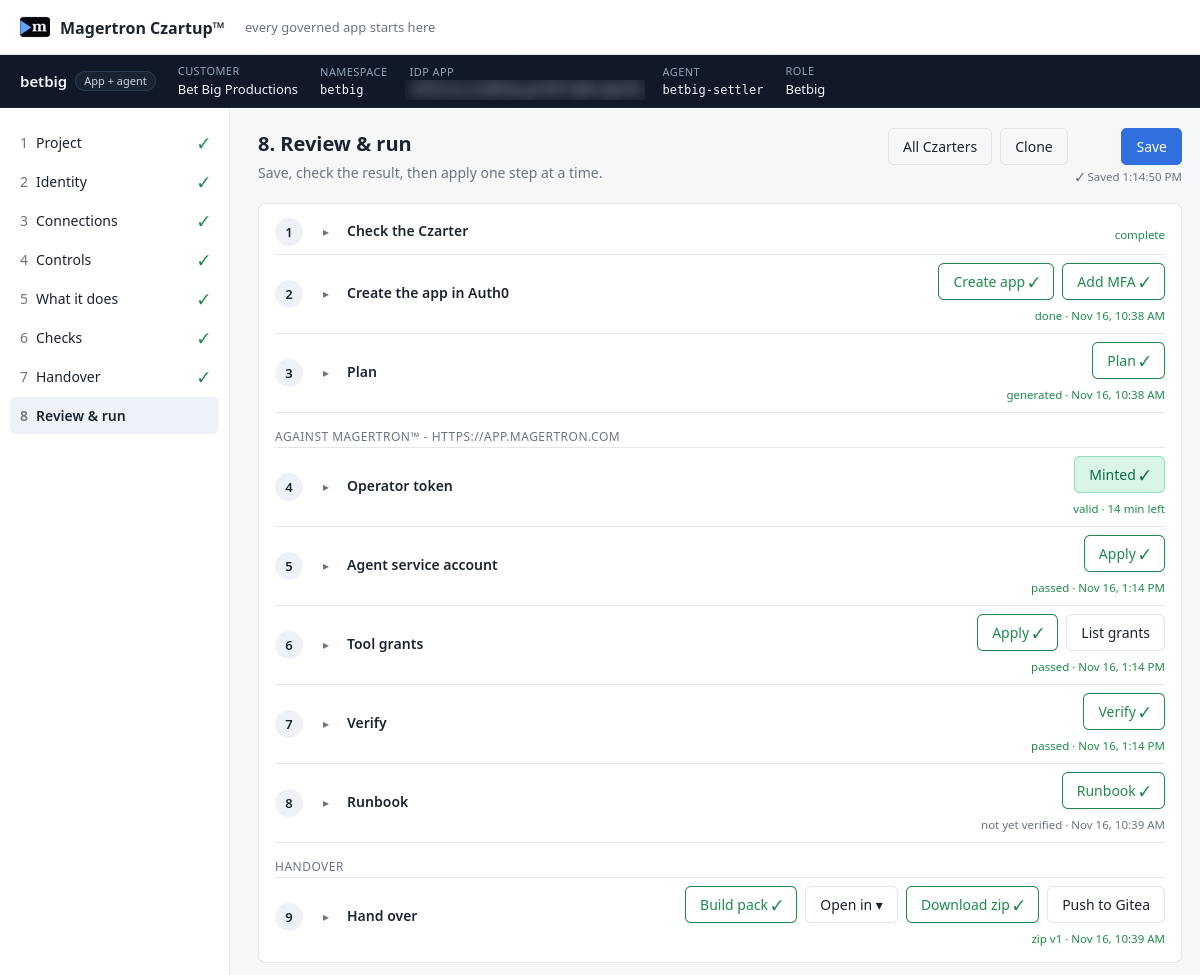 m Magertron Czartup™ every governed app starts here
betbig App + agent
CUSTOMER NAMESPACE IDP APP AGENT ROLE
Bet Big Productions betbig betbig-settler Betbig
1 Project ✓
2 Identity ✓
3 Connections ✓
4 Controls ✓
5 What it does ✓
6 Checks ✓
7 Handover ✓
8 Review & run
8. Review & run
All Czarters Clone Save
Save, check the result, then apply one step at a time.
✓ Saved 1:14:50 PM
1 ▸ Check the Czarter
complete
2 ▸ Create the app in Auth0 Create app ✓ Add MFA ✓
done · Nov 16, 10:38 AM
3 ▸ Plan Plan ✓
generated · Nov 16, 10:38 AM
AGAINST MAGERTRON™ - HTTPS://APP.MAGERTRON.COM
4 ▸ Operator token Minted ✓
valid · 14 min left
5 ▸ Agent service account Apply ✓
passed · Nov 16, 1:14 PM
6 ▸ Tool grants Apply ✓ List grants
passed · Nov 16, 1:14 PM
7 ▸ Verify Verify ✓
passed · Nov 16, 1:14 PM
8 ▸ Runbook Runbook ✓
not yet verified · Nov 16, 10:39 AM
HANDOVER
9 ▸ Hand over Build pack ✓ Open in ▾ Download zip ✓ Push to Gitea
zip v1 · Nov 16, 10:39 AM